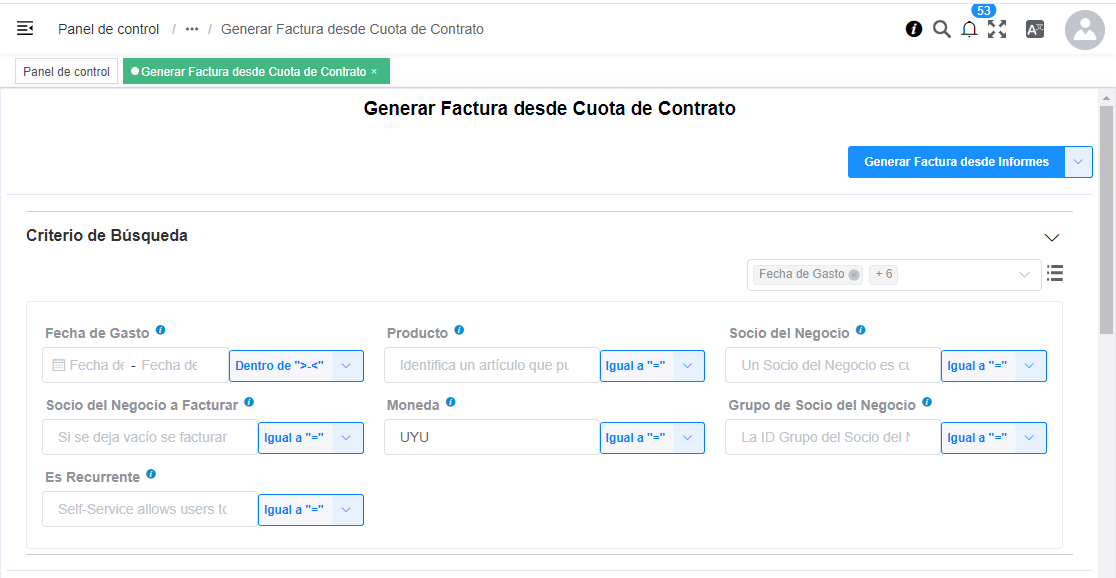 Panel de control / ••• / Generar Factura desde Cuota de Contrato
53
Panel de control
Generar Factura desde Cuota de Contrato ×
Generar Factura desde Cuota de Contrato
Generar Factura desde Informes
Criterio de Búsqueda
Fecha de Gasto + 6
Fecha de Gasto Producto Socio del Negocio
Fecha de - Fecha de Dentro de ">-<" Identifica un artículo que pu Igual a "=" Un Socio del Negocio es cu Igual a "="
Socio del Negocio a Facturar Moneda Grupo de Socio del Negocio
Si se deja vacío se facturar Igual a "=" UYU Igual a "=" La ID Grupo del Socio del N Igual a "="
Es Recurrente
Self-Service allows users to Igual a "="